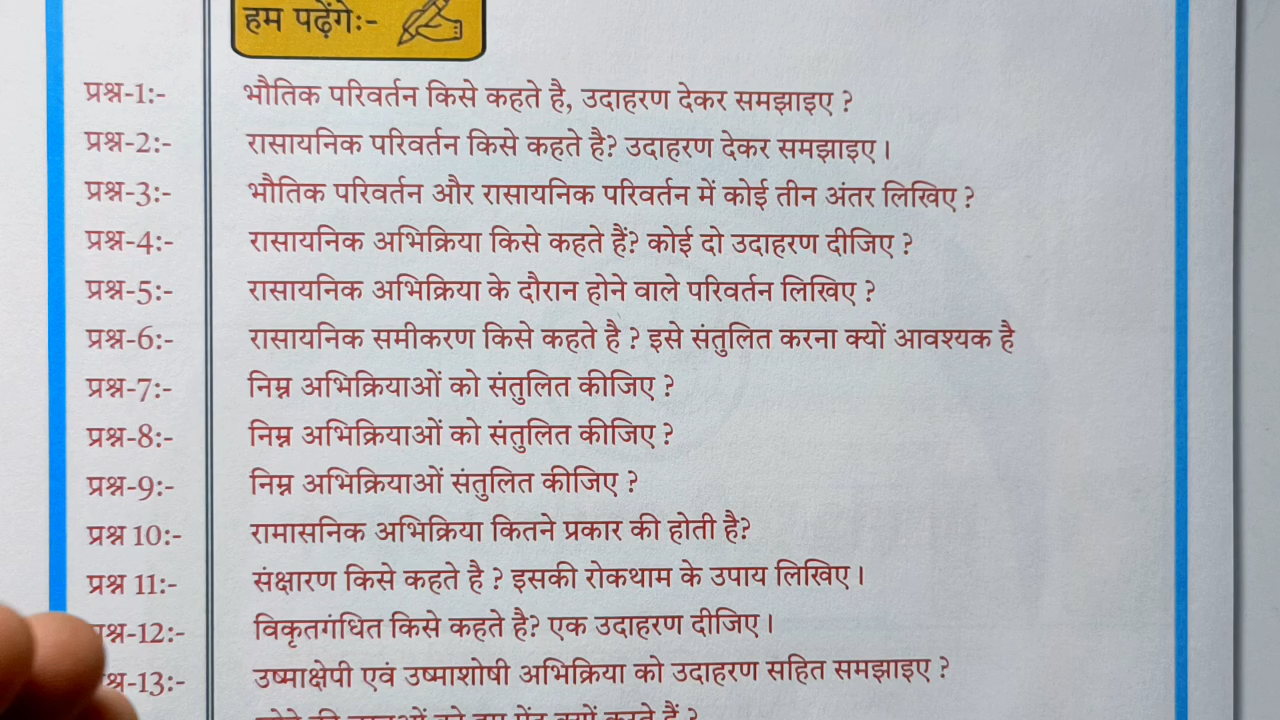 हम पढ़ेंगेः-
प्रश्न-1:- भौतिक परिवर्तन किसे कहते है, उदाहरण देकर समझाइए ?
प्रश्न-2:- रासायनिक परिवर्तन किसे कहते है? उदाहरण देकर समझाइए ।
प्रश्न-3:- भौतिक परिवर्तन और रासायनिक परिवर्तन में कोई तीन अंतर लिखिए ?
प्रश्न-4:- रासायनिक अभिक्रिया किसे कहते हैं? कोई दो उदाहरण दीजिए ?
प्रश्न-5:- रासायनिक अभिक्रिया के दौरान होने वाले परिवर्तन लिखिए ?
प्रश्न-6:- रासायनिक समीकरण किसे कहते है ? इसे संतुलित करना क्यों आवश्यक है
प्रश्न-7:- निम्न अभिक्रियाओं को संतुलित कीजिए ?
प्रश्न-8:- निम्न अभिक्रियाओं को संतुलित कीजिए ?
प्रश्न-9:- निम्न अभिक्रियाओं संतुलित कीजिए ?
प्रश्न 10:- रामासनिक अभिक्रिया कितने प्रकार की होती है?
प्रश्न 11:- संक्षारण किसे कहते है ? इसकी रोकथाम के उपाय लिखिए ।
श्न-12:- विकृतगंधित किसे कहते है? एक उदाहरण दीजिए ।
श्न-13:- उष्माक्षेपी एवं उष्माशोषी अभिक्रिया को उदाहरण सहित समझाइए ?